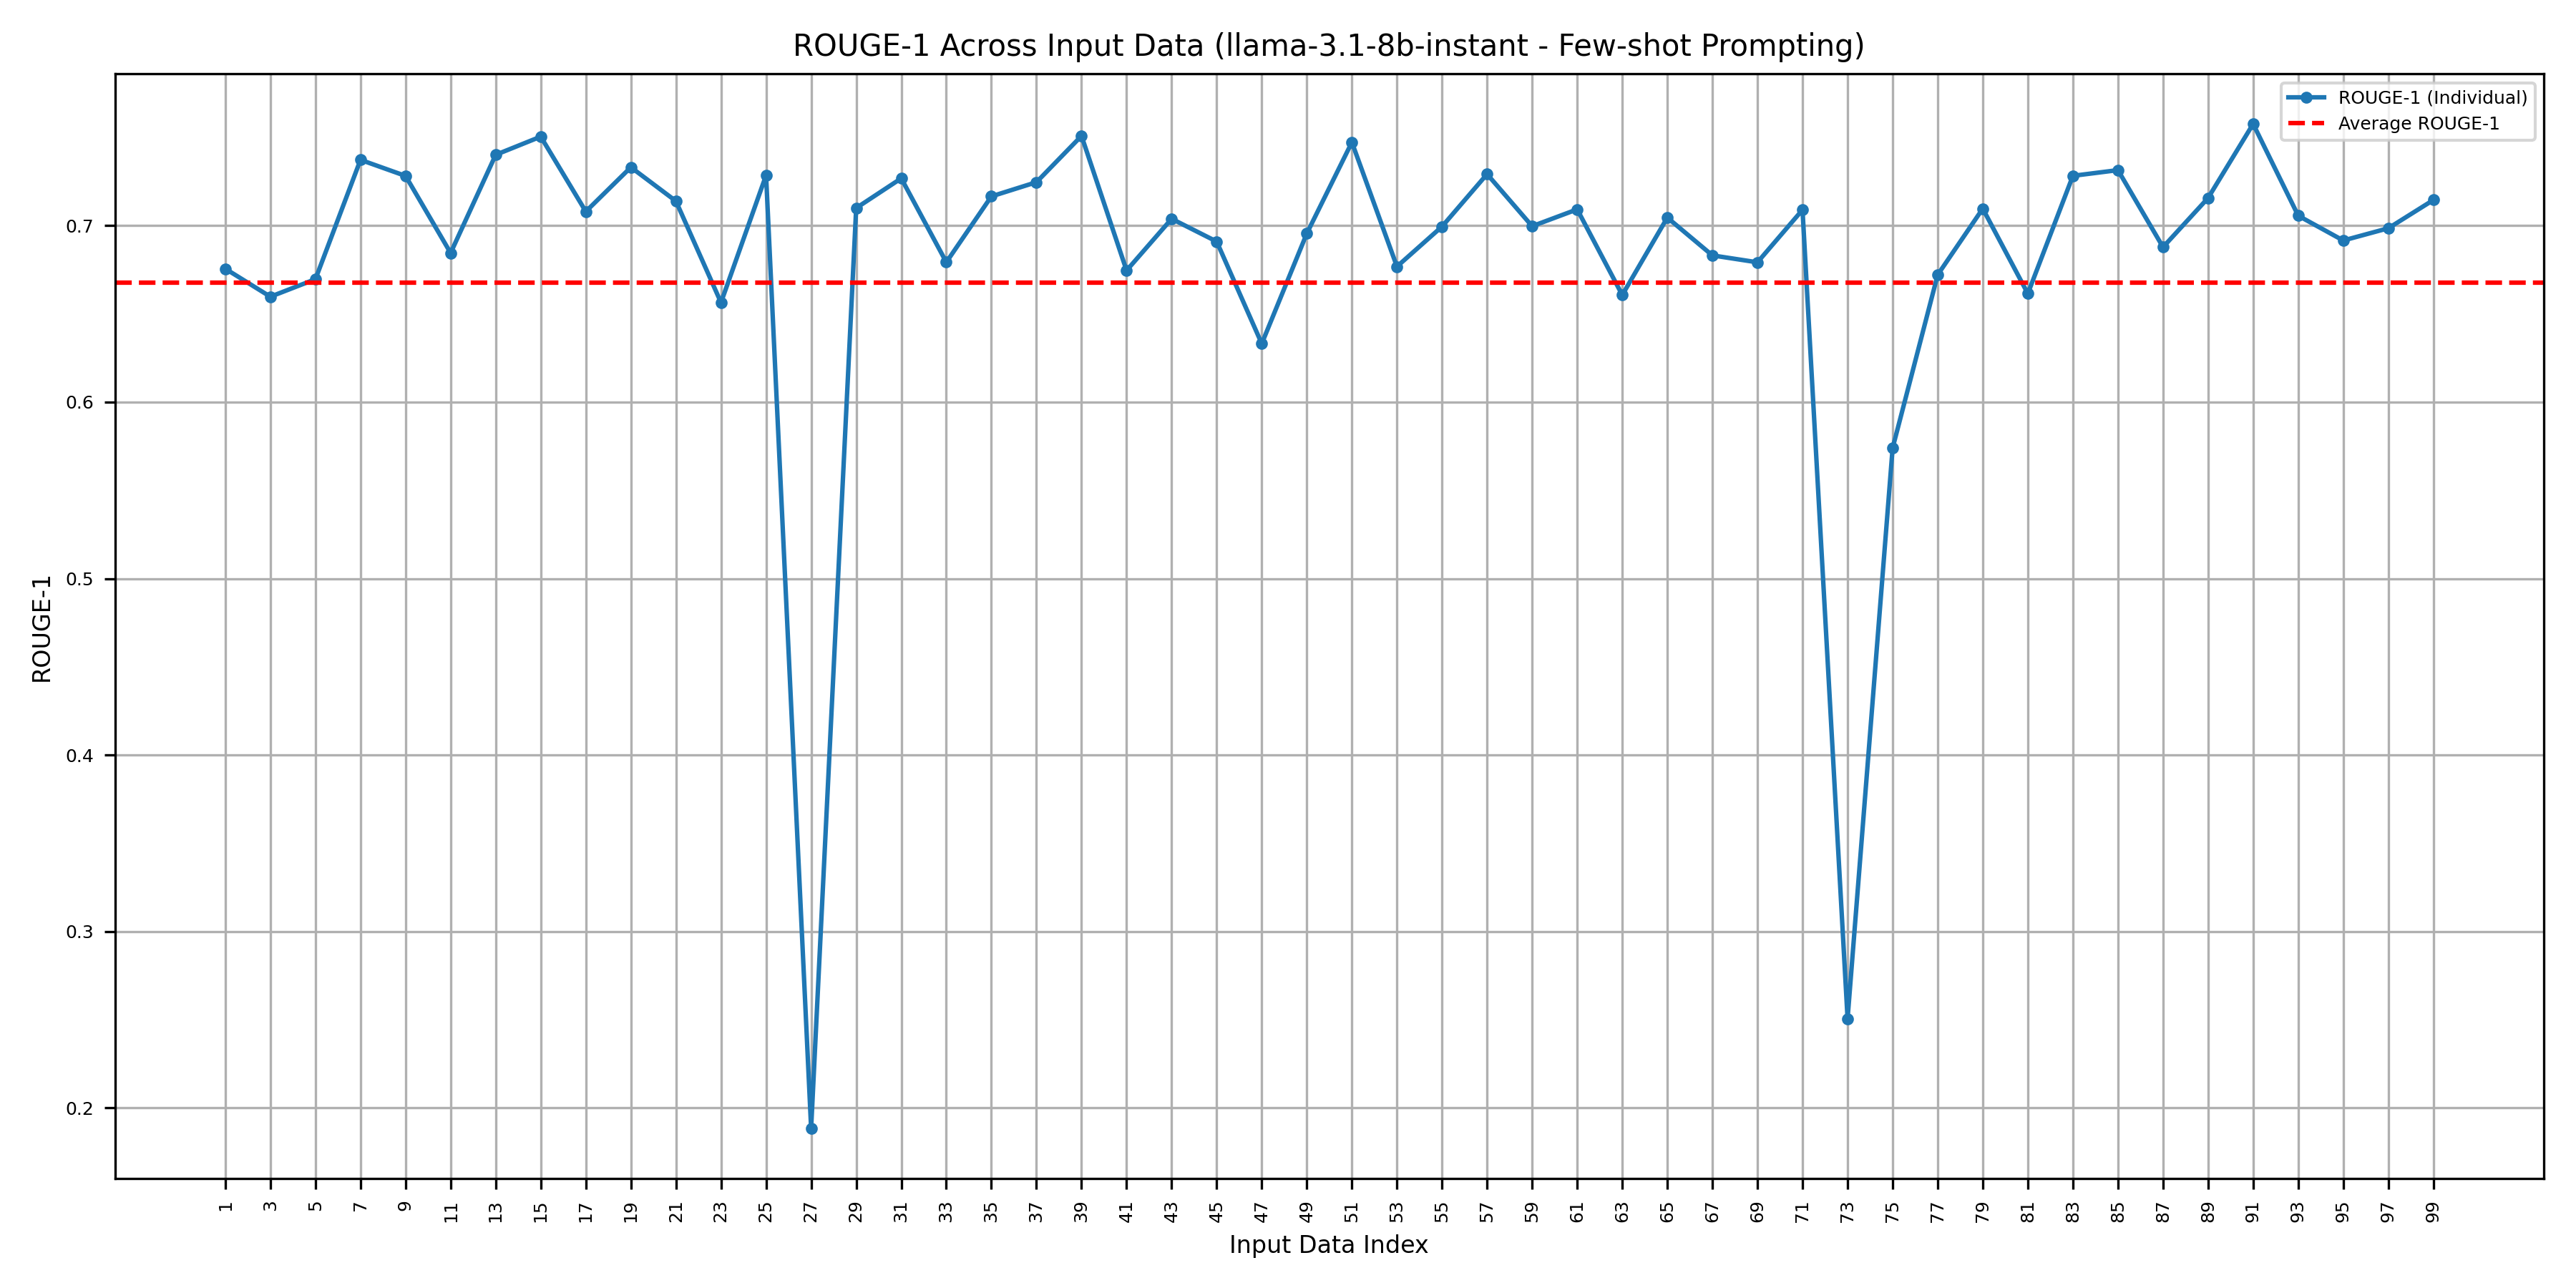 ROUGE-1 Across Input Data (llama-3.1-8b-instant - Few-shot Prompting)
ROUGE-1 (Individual)
Average ROUGE-1
ROUGE-1
0.7
0.6
0.5
0.4
0.3
0.2
1 3 5 7 9 11 13 15 17 19 21 23 25 27 29 31 33 35 37 39 41 43 45 47 49 51 53 55 57 59 61 63 65 67 69 71 73 75 77 79 81 83 85 87 89 91 93 95 97 99
Input Data Index